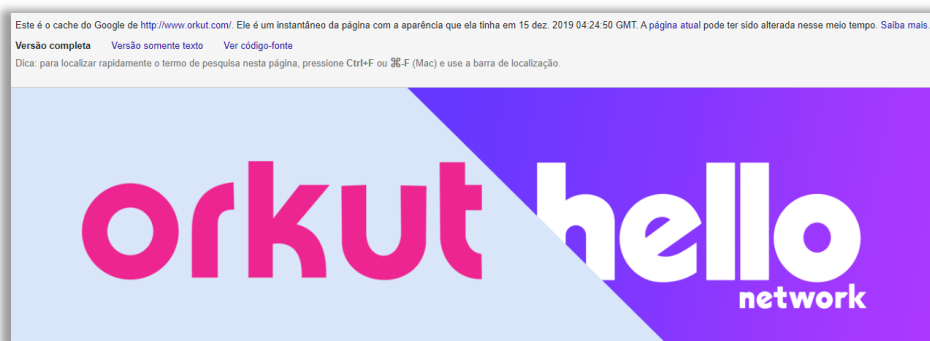 Este é o cache do Google de http://www.orkut.com/. Ele é um instantâneo da página com a aparência que ela tinha em 15 dez. 2019 04:24:50 GMT. A página atual pode ter sido alterada nesse meio tempo. Saiba mais.
Versão completa Versão somente texto Ver código-fonte
Dica: para localizar rapidamente o termo de pesquisa nesta página, pressione Ctrl+F ou ⌘-F (Mac) e use a barra de localização.
orkut hello
network